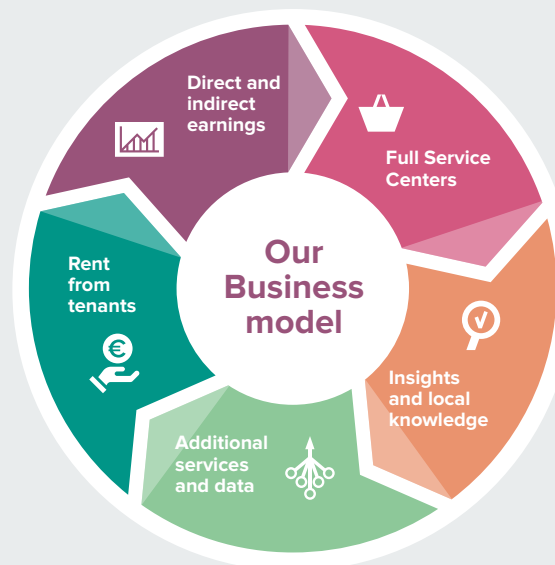 Direct and
indirect
earnings
Full Service
Centers
Our
Business
model
Rent
from
tenants
€
Insights
and local
knowledge
Additional
services
and data